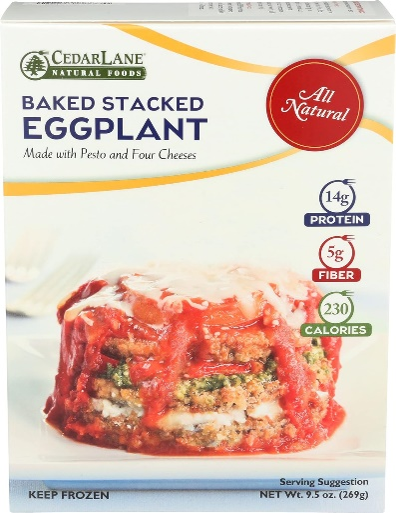 CEDARLANE
NATURAL FOODS
BAKED STACKED
EGGPLANT
Made with Pesto and Four Cheeses
All
Natural
14g
PROTEIN
5g
FIBER
230
CALORIES
Serving Suggestion
KEEP FROZEN
NET Wt. 9.5 oz. (269g)